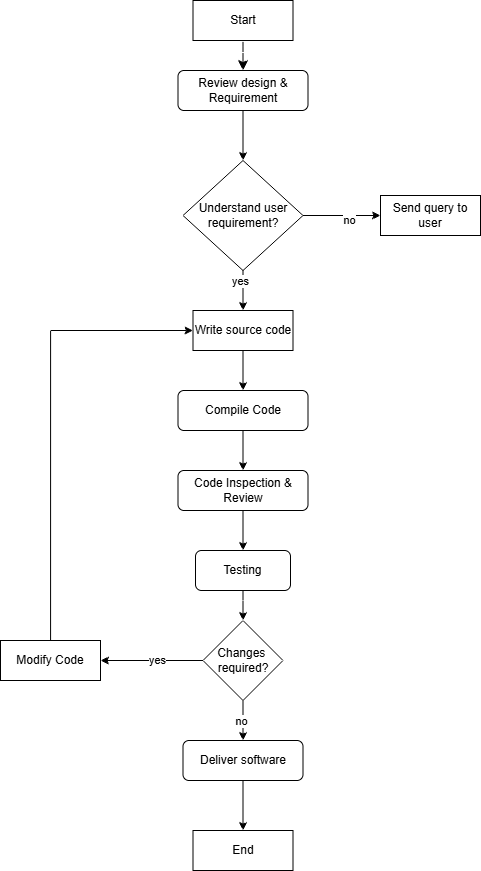 Start
Review design &
Requirement
Understand user
requirement?
no
Send query to
user
yes
Write source code
Compile Code
Code Inspection &
Review
Testing
Changes
required?
yes
Modify Code
no
Deliver software
End